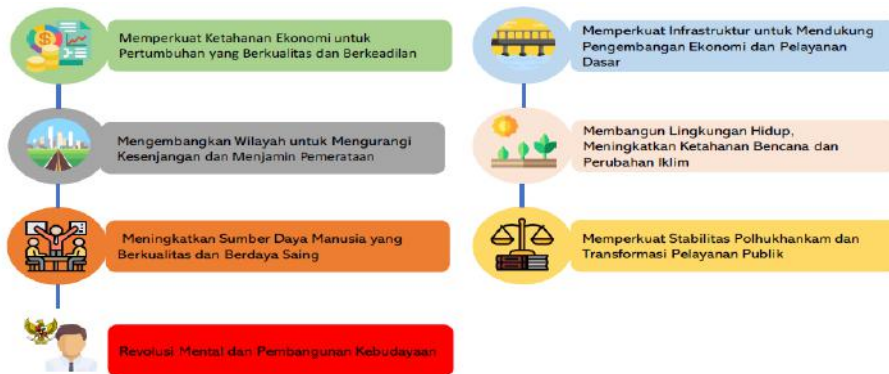 Memperkuat Ketahanan Ekonomi untuk
Pertumbuhan yang Berkualitas dan Berkeadilan
Mengembangkan Wilayah untuk Mengurangi
Kesenjangan dan Menjamin Pemerataan
Meningkatkan Sumber Daya Manusia yang
Berkualitas dan Berdaya Saing
Revolusi Mental dan Pembangunan Kebudayaan
Memperkuat Infrastruktur untuk Mendukung
Pengembangan Ekonomi dan Pelayanan
Dasar
Membangun Lingkungan Hidup,
Meningkatkan Ketahanan Bencana dan
Perubahan Iklim
Memperkuat Stabilitas Polhukhankam dan
Transformasi Pelayanan Publik